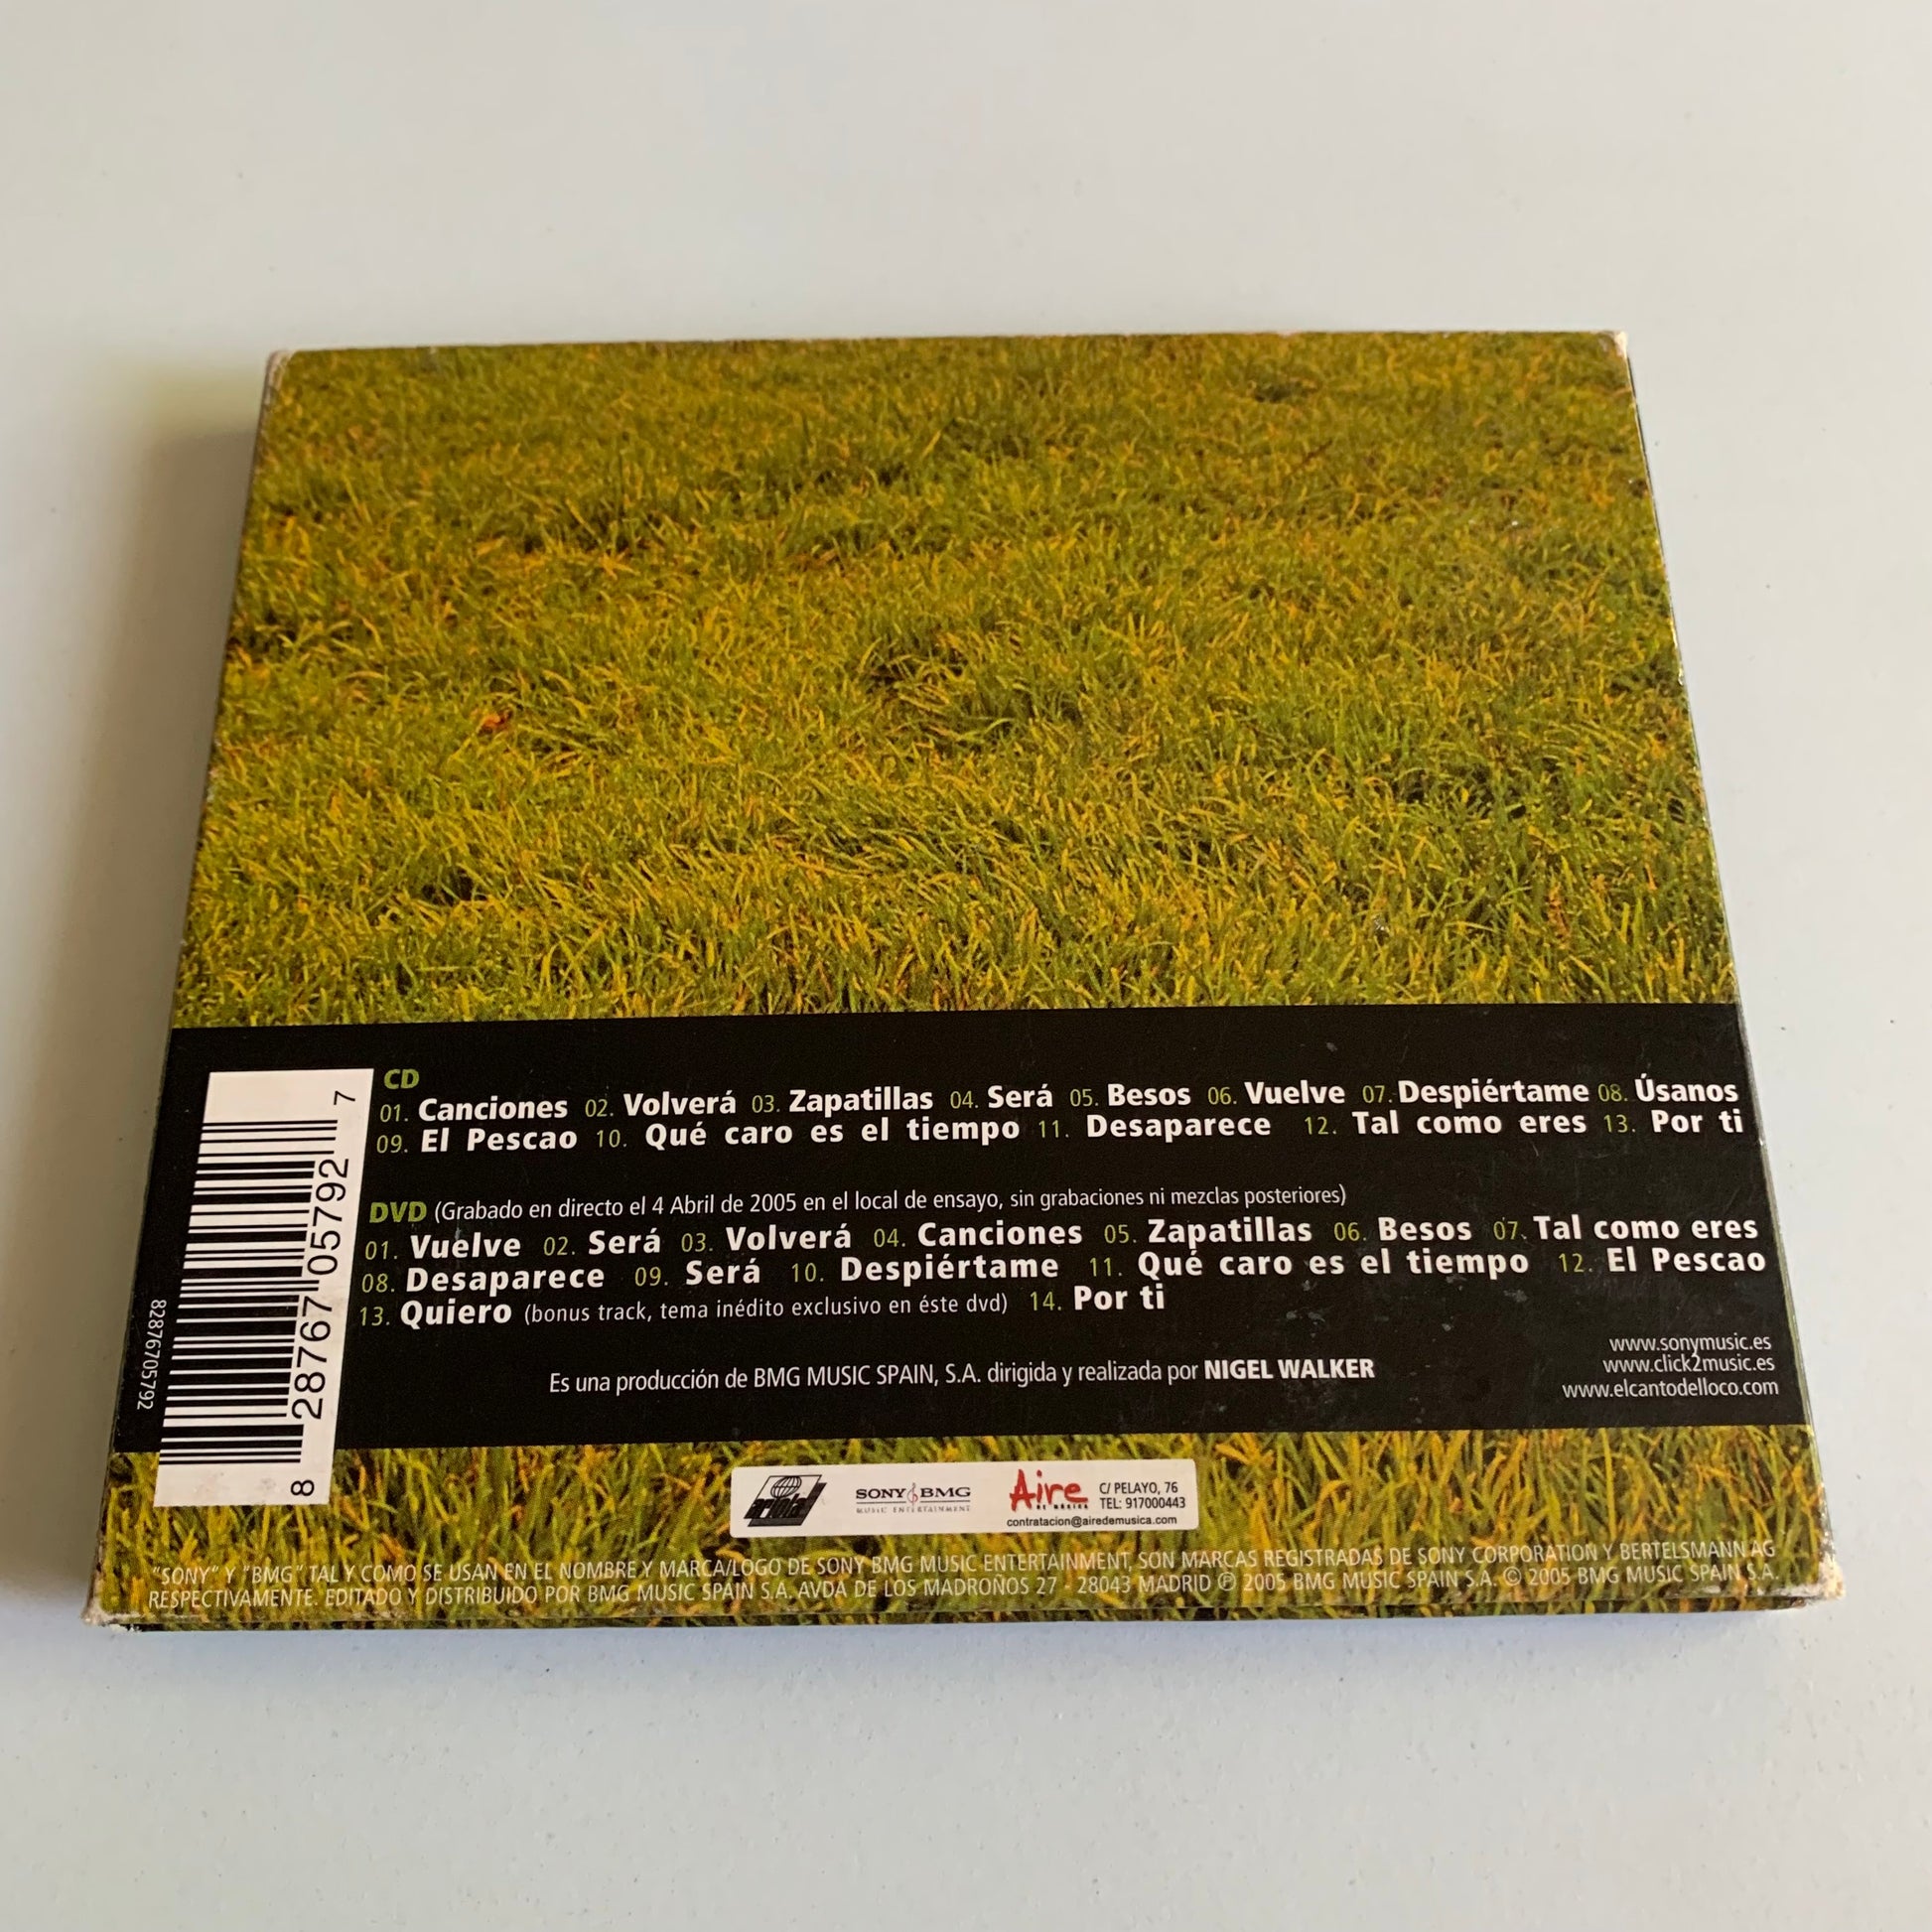 CD
01. Canciones 02. Volverá 03. Zapatillas 04. Será 05. Besos 06. Vuelve 07. Despiértame 08. Úsanos
09. El Pescao 10. Qué caro es el tiempo 11. Desaparece 12. Tal como eres 13. Por ti
DVD (Grabado en directo el 4 Abril de 2005 en el local de ensayo, sin grabaciones ni mezclas posteriores)
01. Vuelve 02. Será 03. Volverá 04. Canciones 05. Zapatillas 06. Besos 07. Tal como eres
08. Desaparece 09. Será 10. Despiértame 11. Qué caro es el tiempo 12. El Pescao
13. Quiero (bonus track, tema inédito exclusivo en éste dvd) 14. Por ti
Es una producción de BMG MUSIC SPAIN, S.A. dirigida y realizada por NIGEL WALKER
www.sonymusic.es
www.click2music.es
www.elcantodelloco.com
8 28767 05792 7
82876705792
ariola
SONY BMG
MUSIC ENTERTAINMENT
Aire
DE MÚSICA
C/ PELAYO, 76
TEL: 917000443
contratacion@airedemusica.com
"SONY" Y "BMG" TAL Y COMO SE USAN EN EL NOMBRE Y MARCA/LOGO DE SONY BMG MUSIC ENTERTAINMENT, SON MARCAS REGISTRADAS DE SONY CORPORATION Y BERTELSMANN AG
RESPECTIVAMENTE. EDITADO Y DISTRIBUIDO POR BMG MUSIC SPAIN S.A. AVDA DE LOS MADROÑOS 27 - 28043 MADRID ℗ 2005 BMG MUSIC SPAIN S.A. © 2005 BMG MUSIC SPAIN S.A.